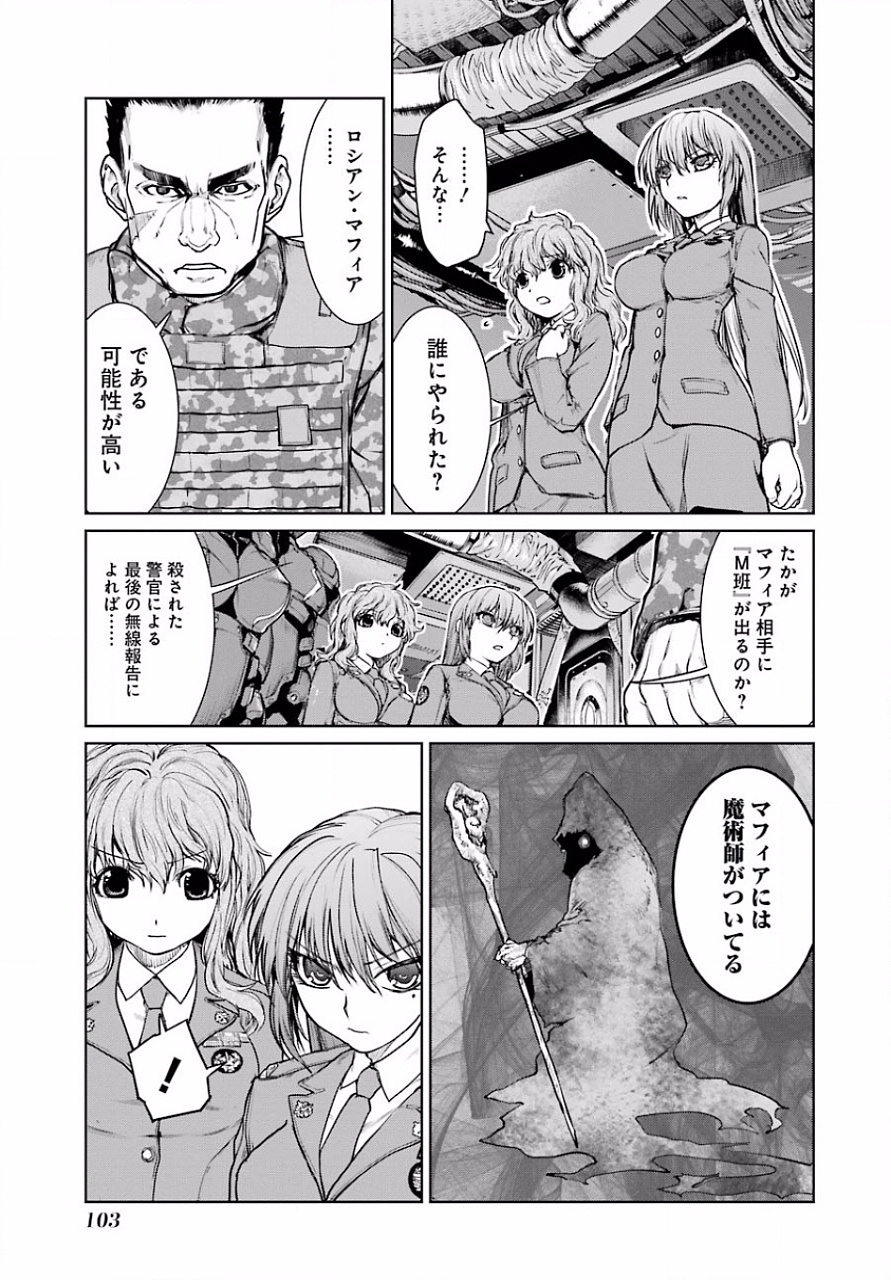 ……！
そんな…
誰にやられた？
ロシアン・マフィア
……
である
可能性が高い
たかが
マフィア相手に
『M班』が出るのか？
殺された
警官による
最後の無線報告に
よれば……
マフィアには
魔術師がついてる
！
103